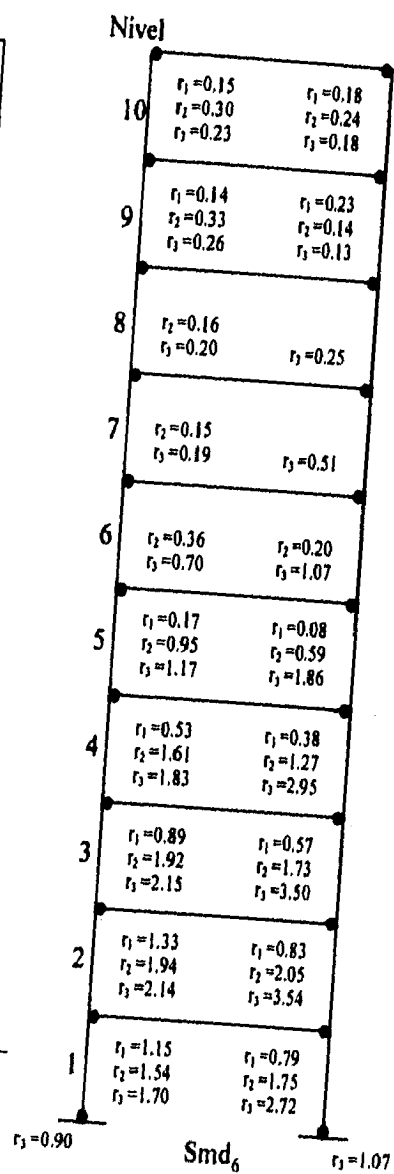 Nivel
10
r₁=0.15
r₂=0.30
r₃=0.23
r₁=0.18
r₂=0.24
r₃=0.18
9
r₁=0.14
r₂=0.33
r₃=0.26
r₁=0.23
r₂=0.14
r₃=0.13
8
r₂=0.16
r₃=0.20
r₃=0.25
7
r₂=0.15
r₃=0.19
r₃=0.51
6
r₂=0.36
r₃=0.70
r₂=0.20
r₃=1.07
5
r₁=0.17
r₂=0.95
r₃=1.17
r₁=0.08
r₂=0.59
r₃=1.86
4
r₁=0.53
r₂=1.61
r₃=1.83
r₁=0.38
r₂=1.27
r₃=2.95
3
r₁=0.89
r₂=1.92
r₃=2.15
r₁=0.57
r₂=1.73
r₃=3.50
2
r₁=1.33
r₂=1.94
r₃=2.14
r₁=0.83
r₂=2.05
r₃=3.54
1
r₁=1.15
r₂=1.54
r₃=1.70
r₁=0.79
r₂=1.75
r₃=2.72
r₃=0.90
Smd₆
r₃=1.07